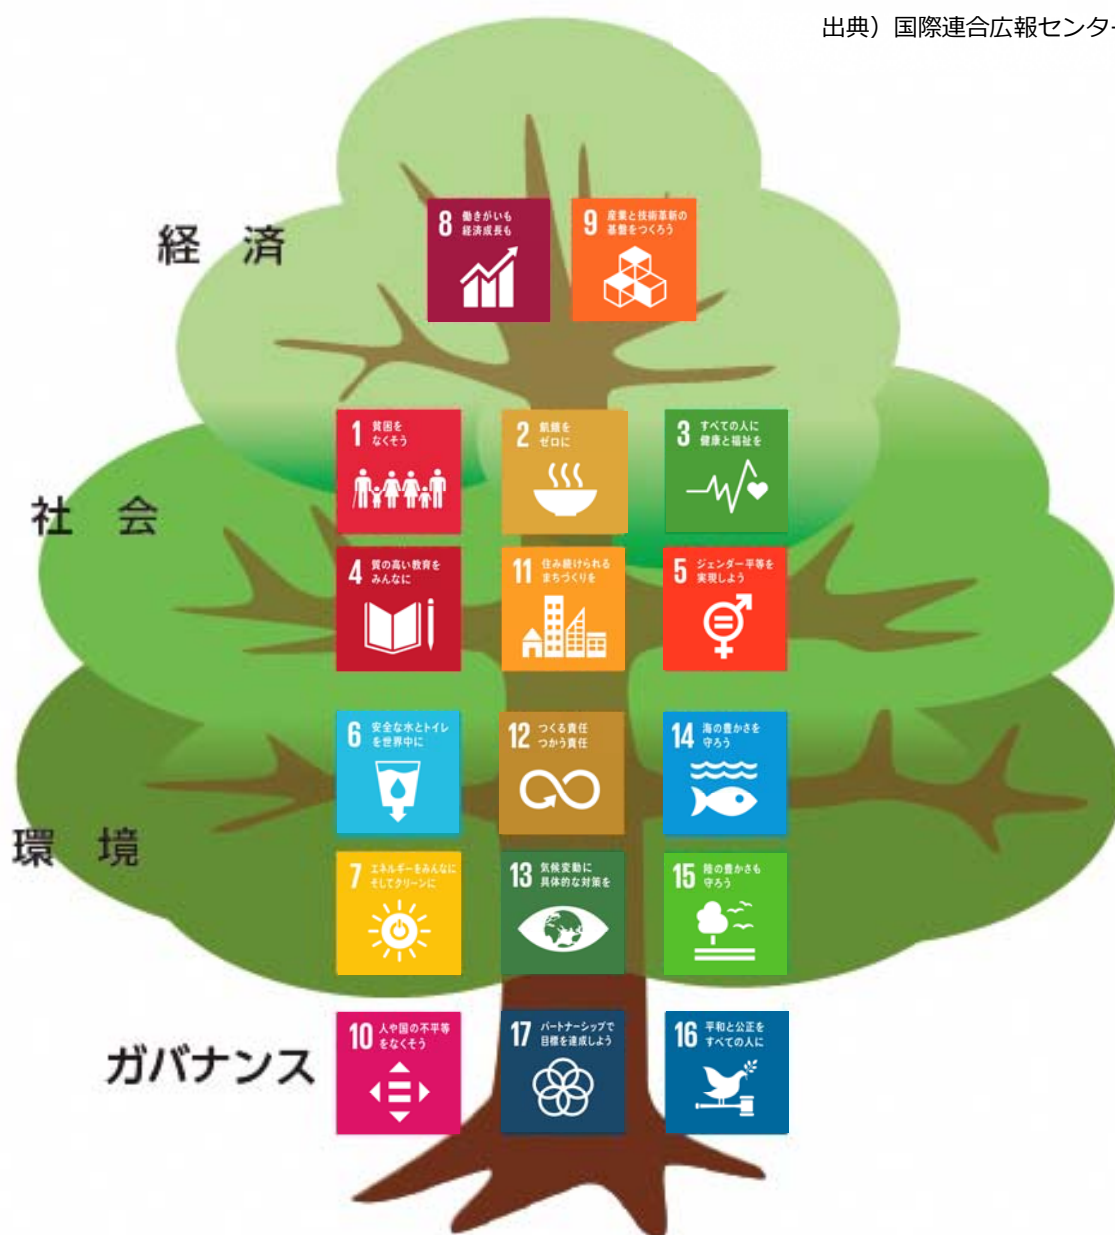 出典）国際連合広報センター
経 済
8 働きがいも
経済成長も
9 産業と技術革新の
基盤をつくろう
社 会
1 貧困を
なくそう
2 飢餓を
ゼロに
3 すべての人に
健康と福祉を
4 質の高い教育を
みんなに
11 住み続けられる
まちづくりを
5 ジェンダー平等を
実現しよう
環 境
6 安全な水とトイレ
を世界中に
12 つくる責任
つかう責任
14 海の豊かさを
守ろう
7 エネルギーをみんなに
そしてクリーンに
13 気候変動に
具体的な対策を
15 陸の豊かさも
守ろう
ガバナンス
10 人や国の不平等
をなくそう
17 パートナーシップで
目標を達成しよう
16 平和と公正を
すべての人に